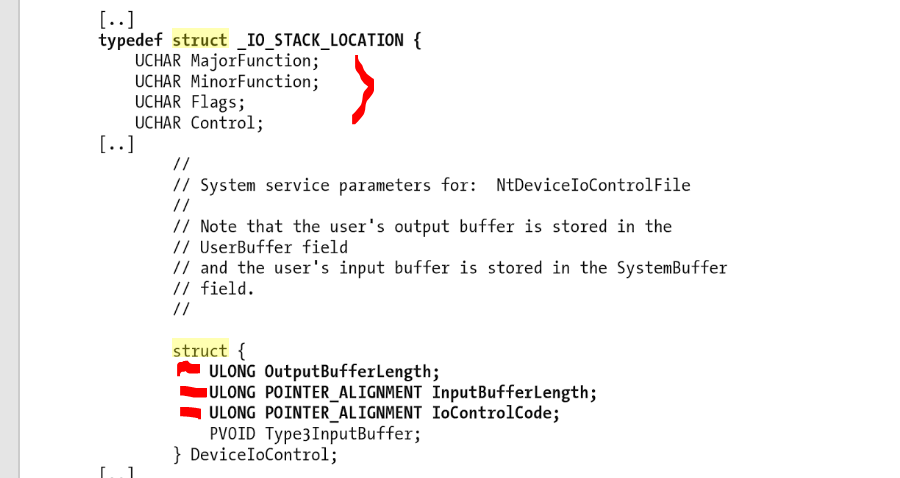 [..]
typedef struct _IO_STACK_LOCATION {
UCHAR MajorFunction;
UCHAR MinorFunction;
UCHAR Flags;
UCHAR Control;
[..]
//
// System service parameters for:  NtDeviceIoControlFile
//
// Note that the user's output buffer is stored in the
// UserBuffer field
// and the user's input buffer is stored in the SystemBuffer
// field.
//
struct {
ULONG OutputBufferLength;
ULONG POINTER_ALIGNMENT InputBufferLength;
ULONG POINTER_ALIGNMENT IoControlCode;
PVOID Type3InputBuffer;
} DeviceIoControl;
[..]